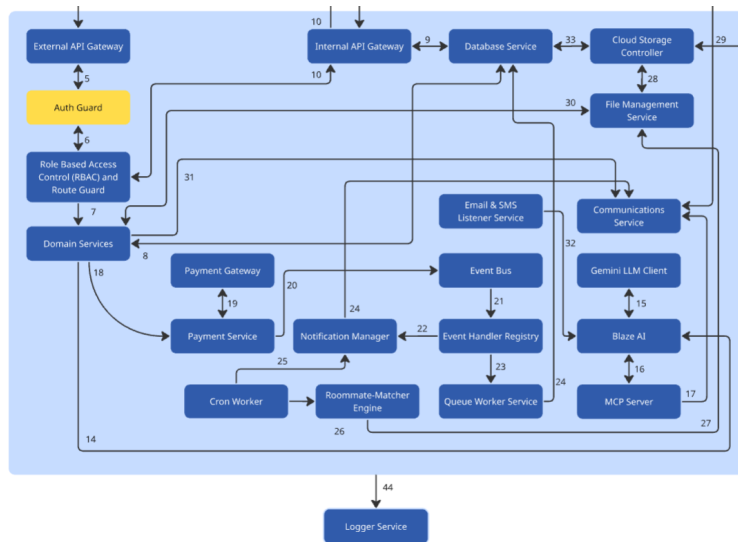 10
External API Gateway
Internal API Gateway
9
Database Service
33
Cloud Storage
Controller
29
5
10
28
Auth Guard
30
File Management
Service
6
Role Based Access
Control (RBAC) and
Route Guard
31
7
Email & SMS
Listener Service
Communications
Service
Domain Services
8
32
18
Payment Gateway
20
Event Bus
Gemini LLM Client
19
24
21
15
Payment Service
Notification Manager
22
Event Handler Registry
Blaze AI
25
23
24
16
Cron Worker
Roommate-Matcher
Engine
Queue Worker Service
MCP Server
17
26
27
14
44
Logger Service